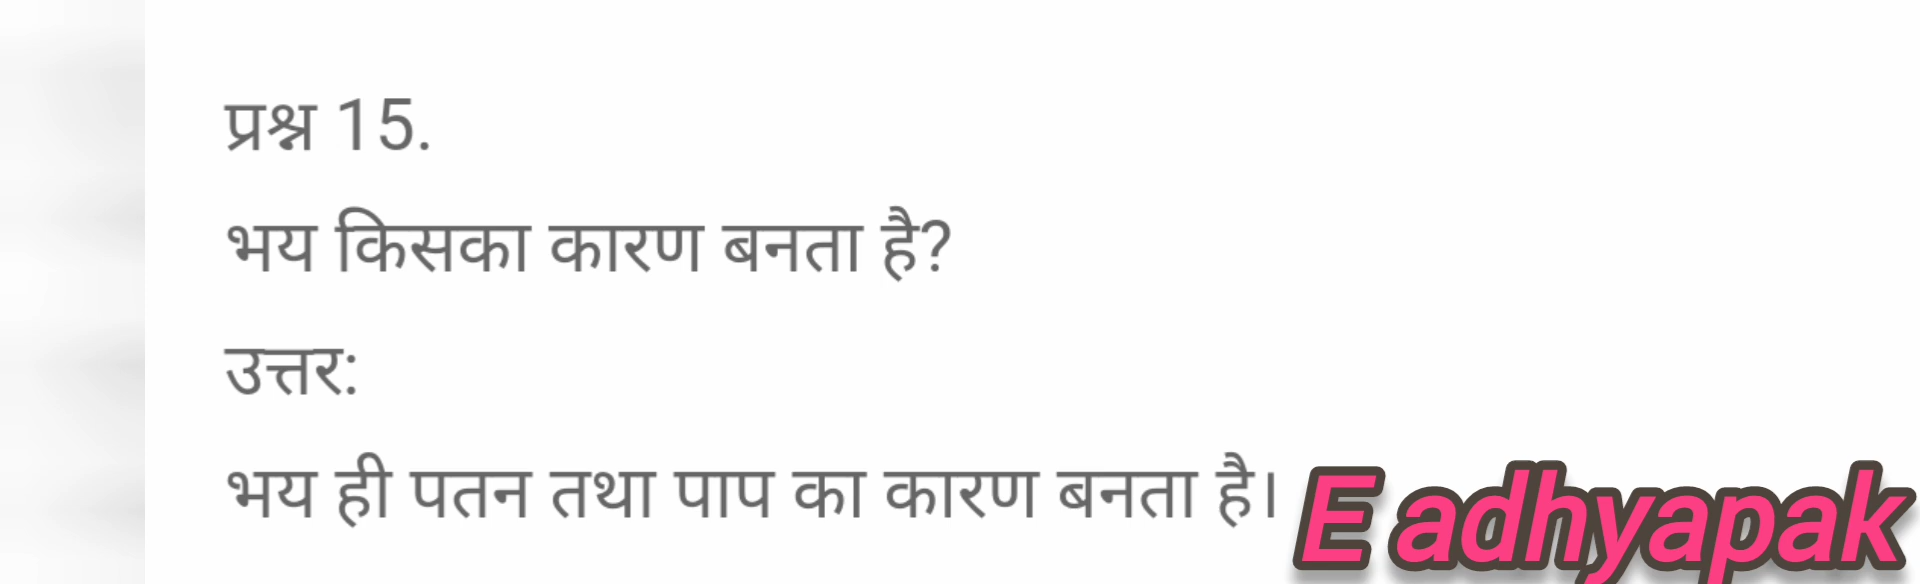 प्रश्न 15.
भय किसका कारण बनता है?
उत्तर:
भय ही पतन तथा पाप का कारण बनता है।
E adhyapak